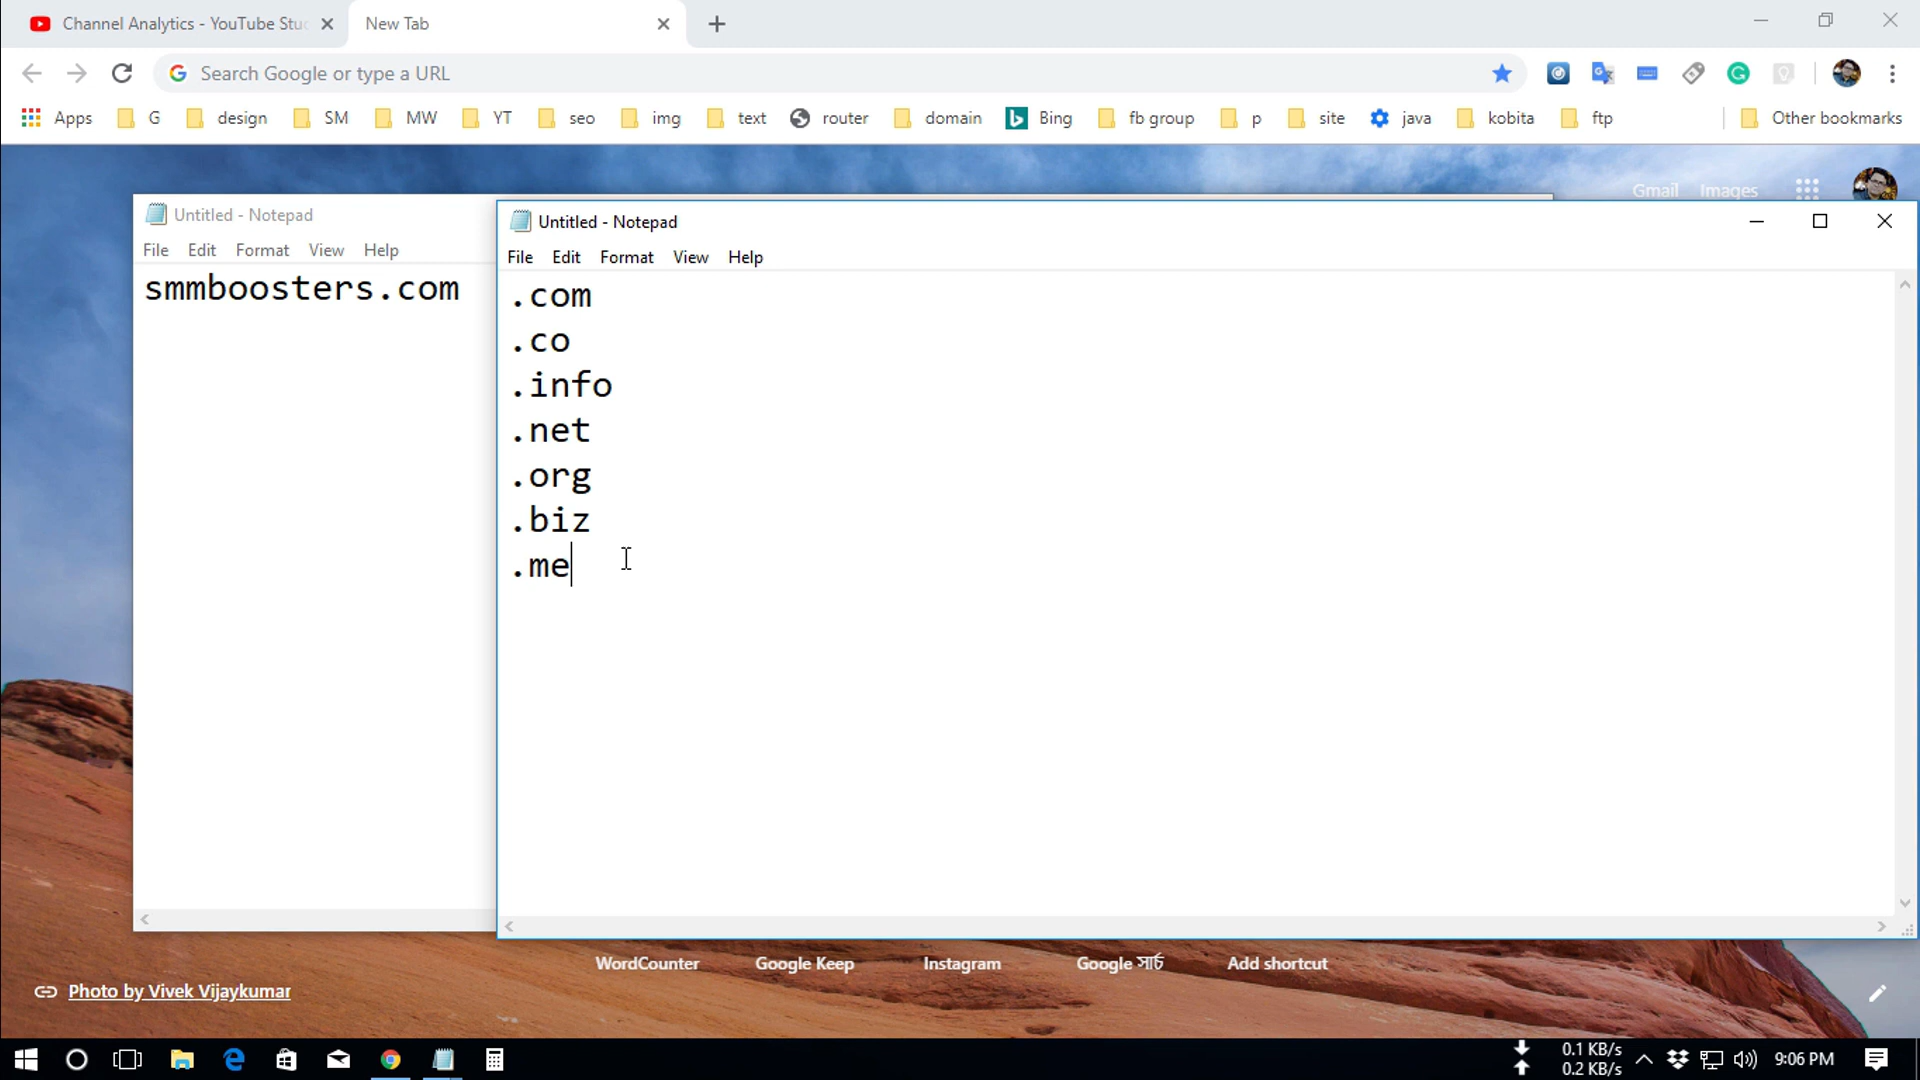 Channel Analytics - YouTube Stu
New Tab
Search Google or type a URL
Apps G design SM MW YT seo img text router domain Bing fb group p site java kobita ftp Other bookmarks
Gmail Images
Untitled - Notepad
File Edit Format View Help
smmboosters.com
Untitled - Notepad
File Edit Format View Help
.com
.co
.info
.net
.org
.biz
.me
WordCounter Google Keep Instagram Google সার্চ Add shortcut
Photo by Vivek Vijaykumar
0.1 KB/s
0.2 KB/s
9:06 PM